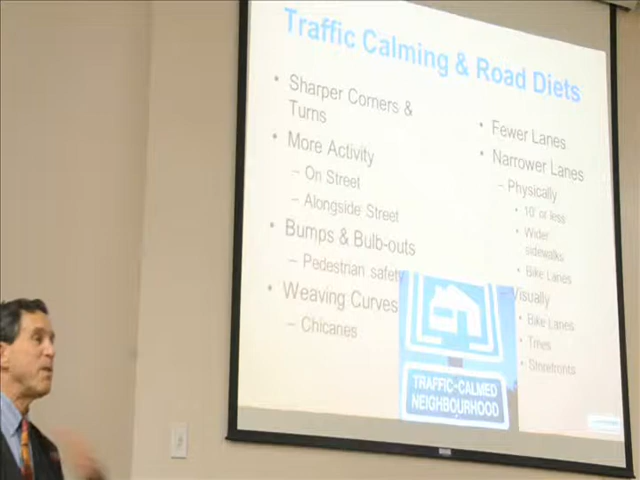 Traffic Calming & Road Diets
• Sharper Corners &
Turns
• More Activity
– On Street
– Alongside Street
• Bumps & Bulb-outs
– Pedestrian safety
• Weaving Curves
– Chicanes
• Fewer Lanes
• Narrower Lanes
– Physically
• 10' or less
• Wider
sidewalks
• Bike Lanes
– Visually
• Bike Lanes
• Trees
• Storefronts
TRAFFIC-CALMED
NEIGHBOURHOOD